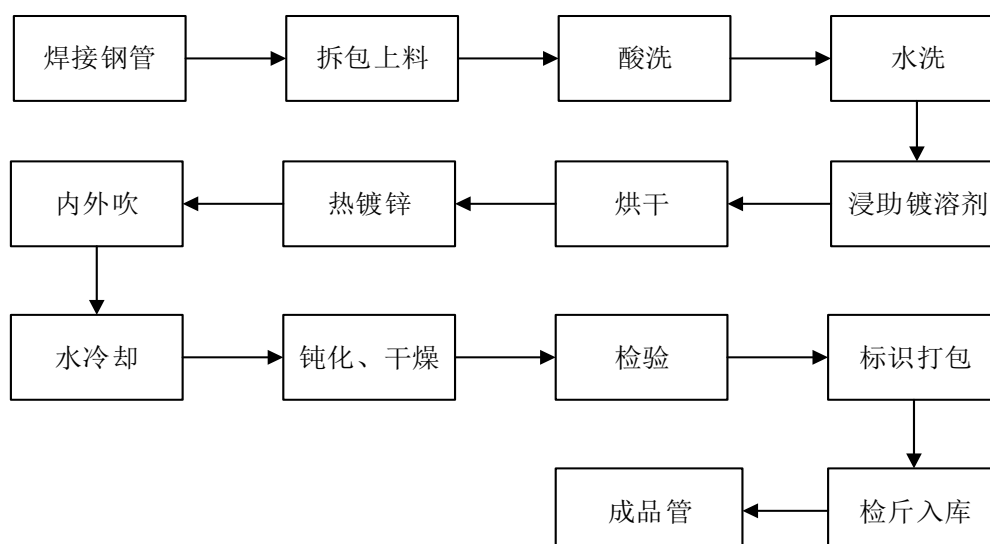 焊接钢管
拆包上料
酸洗
水洗
浸助镀溶剂
烘干
热镀锌
内外吹
水冷却
钝化、干燥
检验
标识打包
检斤入库
成品管